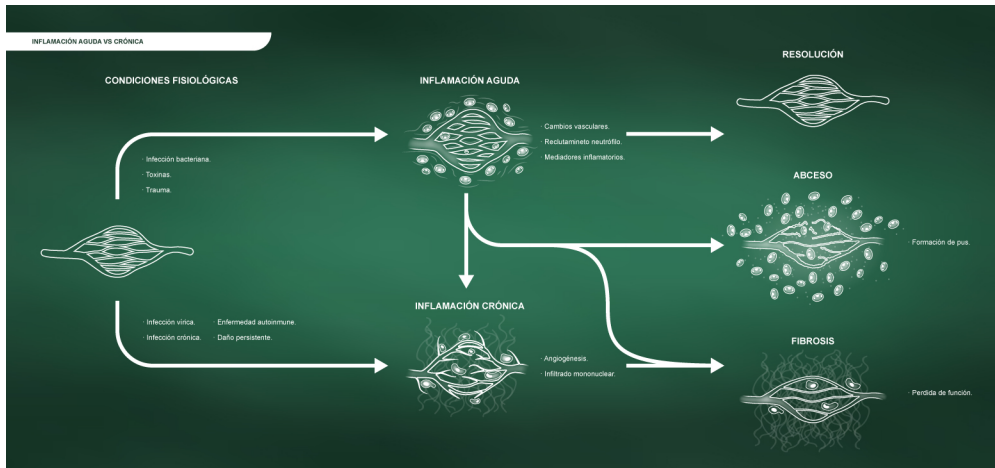 INFLAMACIÓN AGUDA VS CRÓNICA
CONDICIONES FISIOLÓGICAS
· Infección bacteriana.
· Toxinas.
· Trauma.
· Infección vírica.
· Enfermedad autoinmune.
· Infección crónica.
· Daño persistente.
INFLAMACIÓN AGUDA
· Cambios vasculares.
· Reclutamineto neutrófilo.
· Mediadores inflamatorios.
INFLAMACIÓN CRÓNICA
· Angiogénesis.
· Infiltrado mononuclear.
RESOLUCIÓN
ABCESO
· Formación de pus.
FIBROSIS
· Perdida de función.